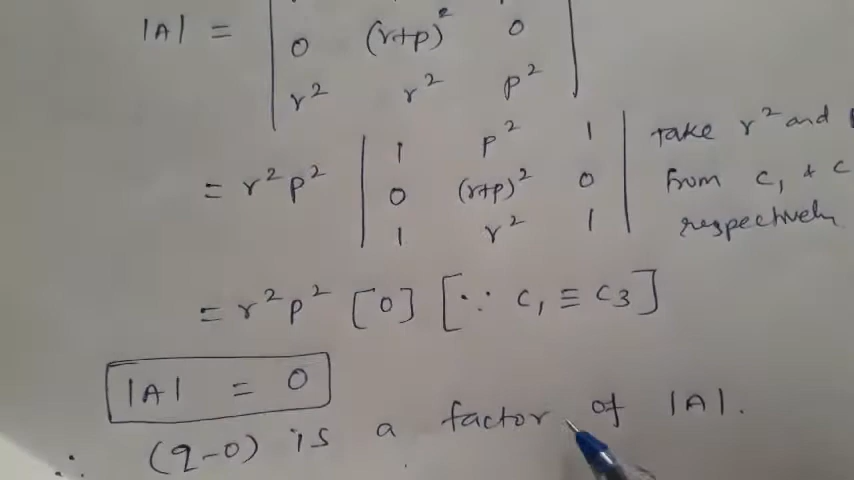 |A| =
0 (r+p)² 0
r² r² p²
1 p² 1 Take r² and
= r²p² 0 (r+p)² 0 from C₁ & C
1 r² 1 respectively
= r²p² [0] [∵ C₁ ≡ C₃]
|A| = 0
∴ (q-0) is a factor of |A|.